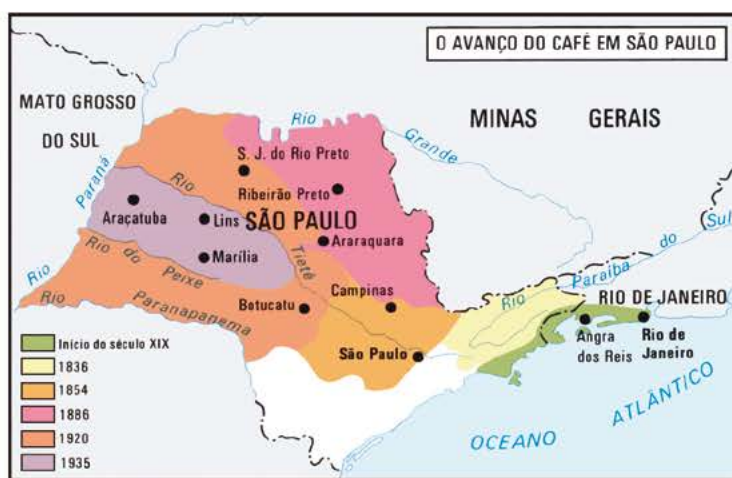 O AVANÇO DO CAFÉ EM SÃO PAULO
MATO GROSSO
DO SUL
MINAS GERAIS
Rio
Grande
Paraná
Rio
S. J. do Rio Preto
Ribeirão Preto
Rio
Tietê
SÃO PAULO
Araçatuba
Lins
Araraquara
Marília
Rio do Peixe
Rio
Paranapanema
Botucatu
Campinas
São Paulo
Rio Paraíba do Sul
RIO DE JANEIRO
Angra
dos Reis
Rio de
Janeiro
OCEANO ATLÂNTICO
Início do século XIX
1836
1854
1886
1920
1935